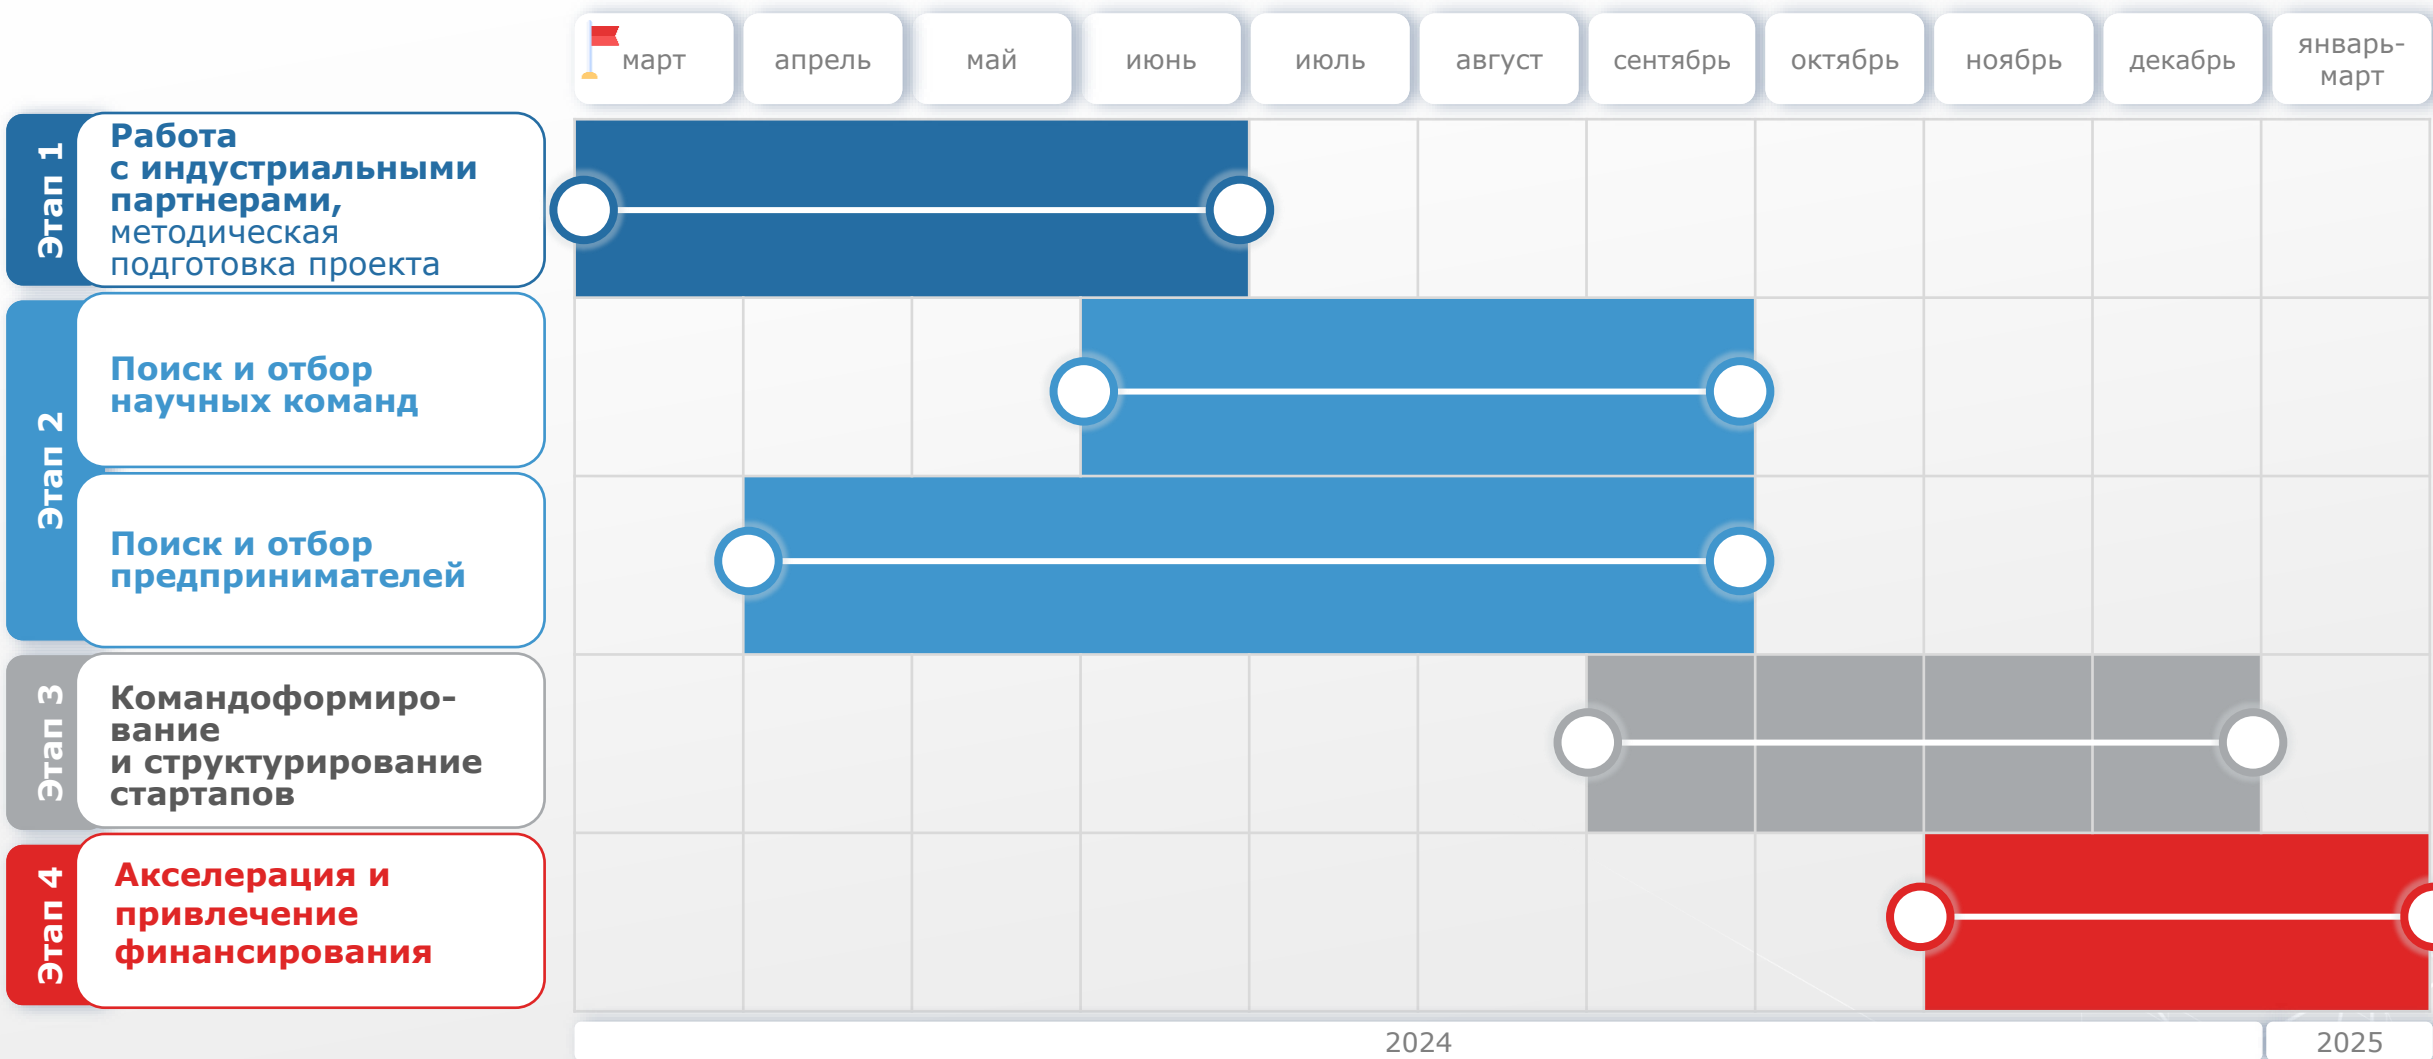 март
апрель
май
июнь
июль
август
сентябрь
октябрь
ноябрь
декабрь
январь-
март
Этап 1
Работа
с индустриальными
партнерами,
методическая
подготовка проекта
Этап 2
Поиск и отбор
научных команд
Поиск и отбор
предпринимателей
Этап 3
Командоформиро-
вание
и структурирование
стартапов
Этап 4
Акселерация и
привлечение
финансирования
2024
2025